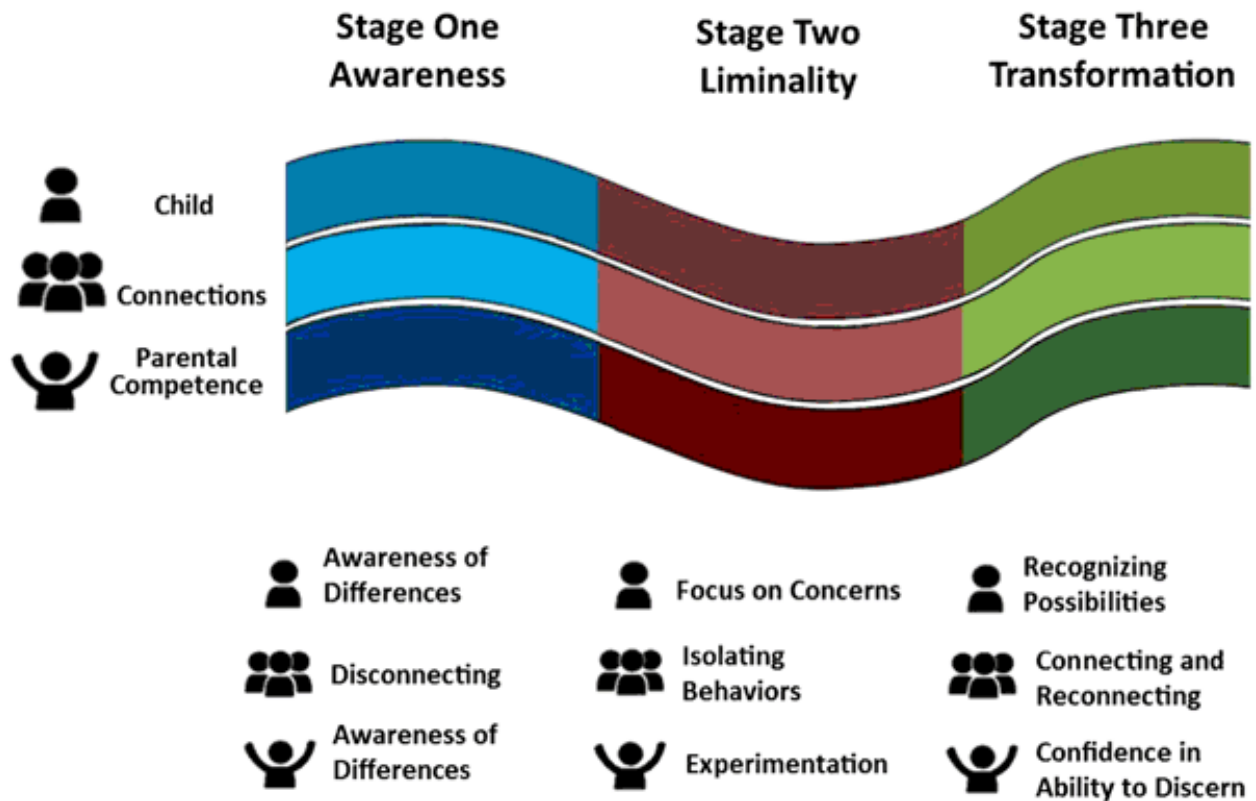 Stage One
Awareness
Stage Two
Liminality
Stage Three
Transformation
Child
Connections
Parental
Competence
Awareness of
Differences
Focus on Concerns
Recognizing
Possibilities
Disconnecting
Isolating
Behaviors
Connecting and
Reconnecting
Awareness of
Differences
Experimentation
Confidence in
Ability to Discern